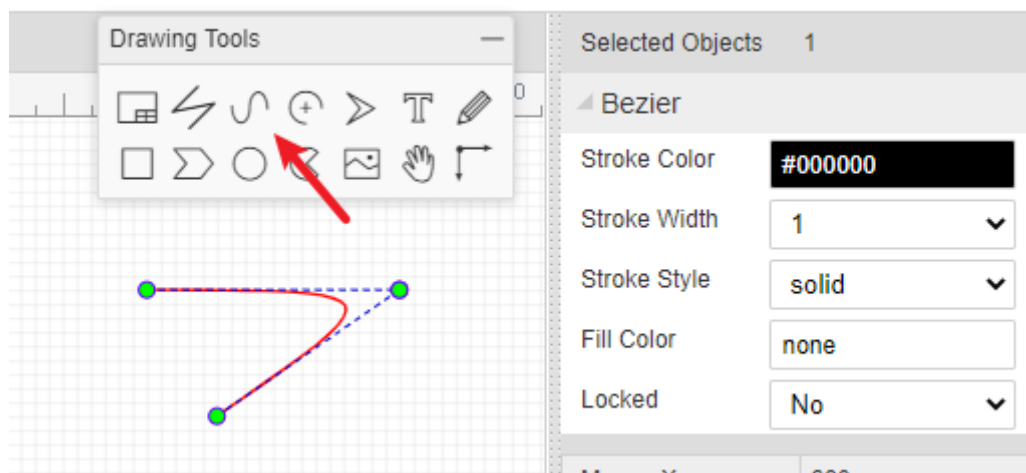 Drawing Tools
0
Selected Objects 1
Bezier
Stroke Color #000000
Stroke Width 1
Stroke Style solid
Fill Color none
Locked No